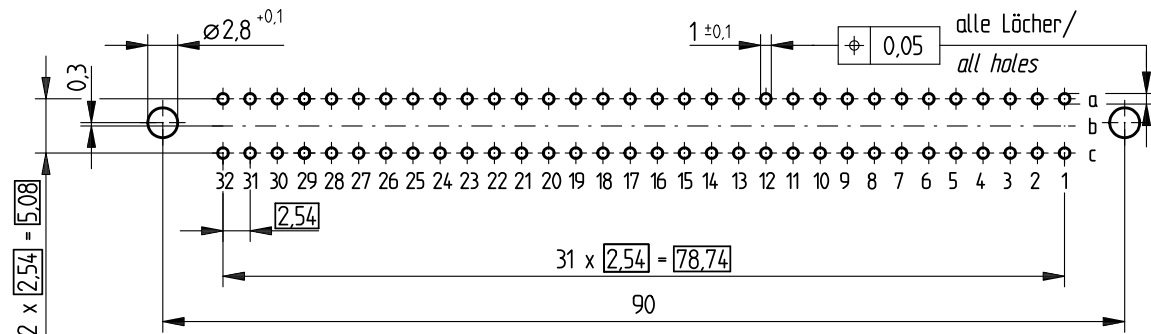 ⌀2,8 +0,1
1 ±0,1
⌖ 0,05
alle Löcher/
all holes
0,3
a
b
c
32 31 30 29 28 27 26 25 24 23 22 21 20 19 18 17 16 15 14 13 12 11 10 9 8 7 6 5 4 3 2 1
2,54
2 x 2,54 = 5,08
31 x 2,54 = 78,74
90